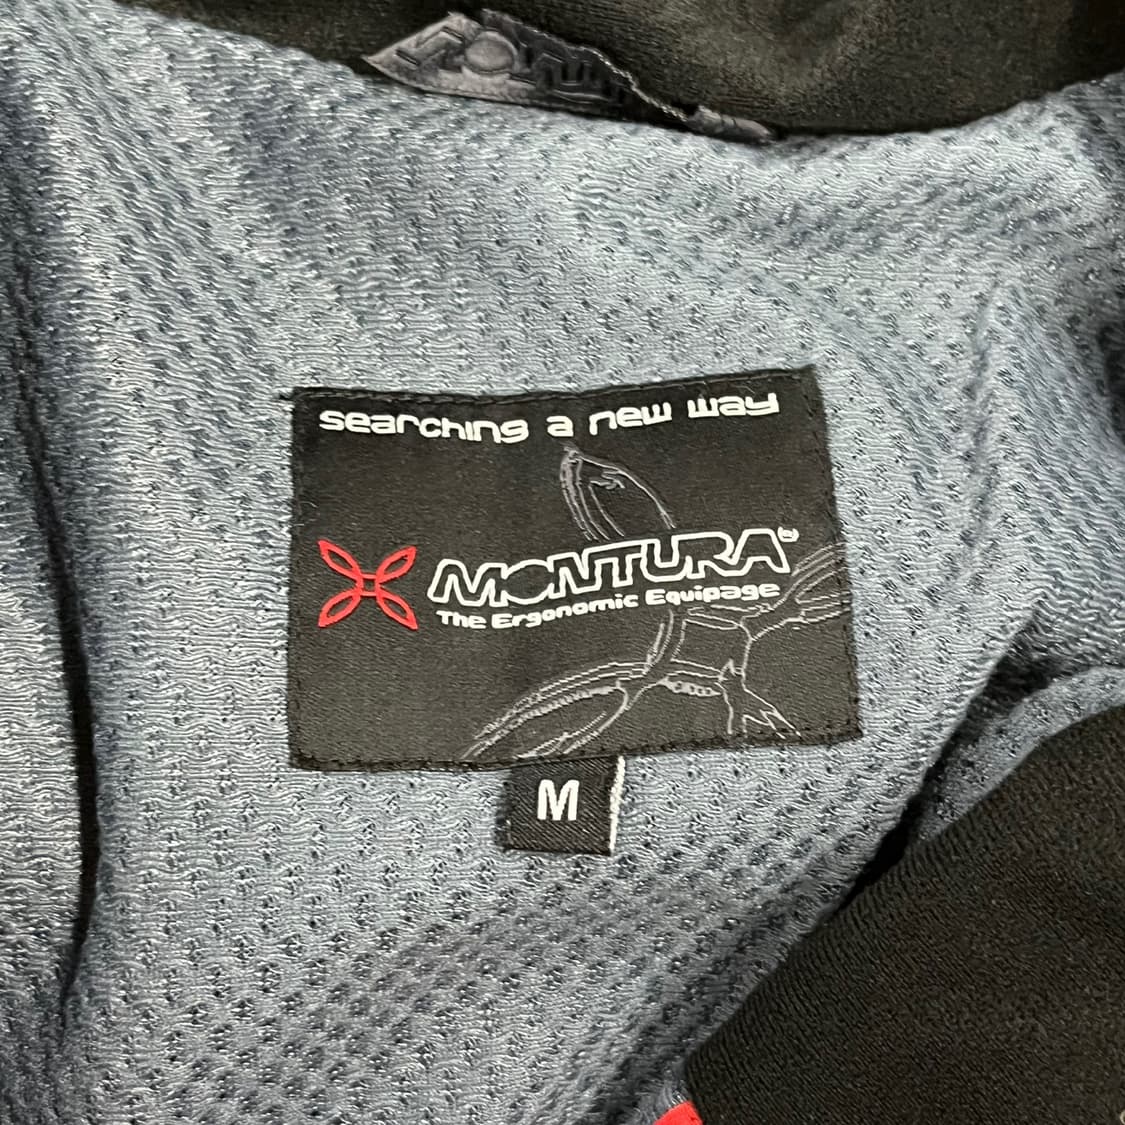 searching a new way
MONTURA®
The Ergonomic Equipage
M